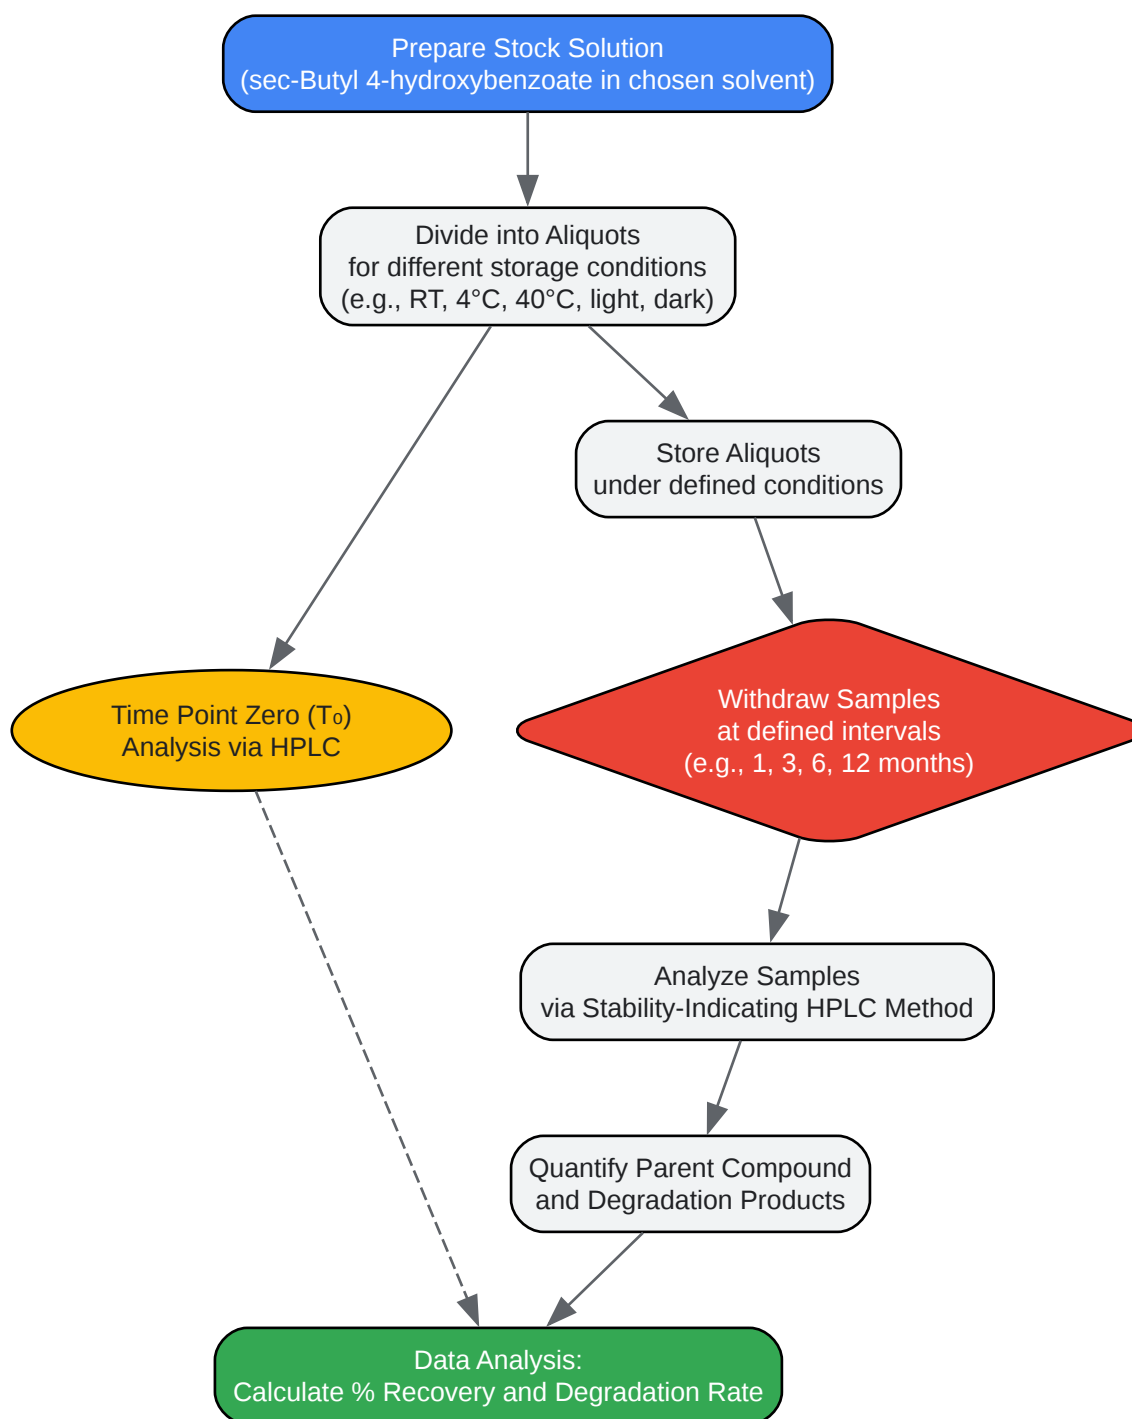 Prepare Stock Solution
(sec-Butyl 4-hydroxybenzoate in chosen solvent)
Divide into Aliquots
for different storage conditions
(e.g., RT, 4°C, 40°C, light, dark)
Store Aliquots
under defined conditions
Time Point Zero (T₀)
Analysis via HPLC
Withdraw Samples
at defined intervals
(e.g., 1, 3, 6, 12 months)
Analyze Samples
via Stability-Indicating HPLC Method
Quantify Parent Compound
and Degradation Products
Data Analysis:
Calculate % Recovery and Degradation Rate